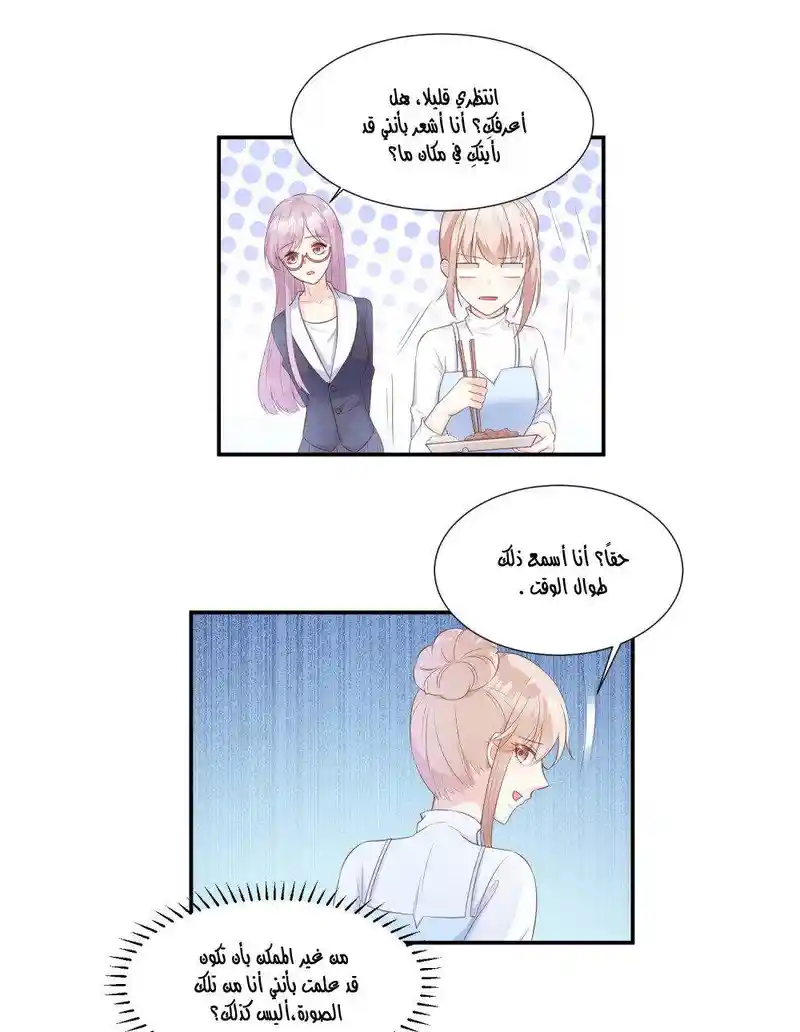 انتظري قليلا، هل
أعرفكِ؟ أنا أشعر بأنني قد
رأيتكِ في مكان ما؟
حقاً؟ أنا أسمع ذلك
طوال الوقت .
من غير الممكن بأن تكون
قد علمت بأنني أنا من تلك
الصورة،أليس كذلك؟